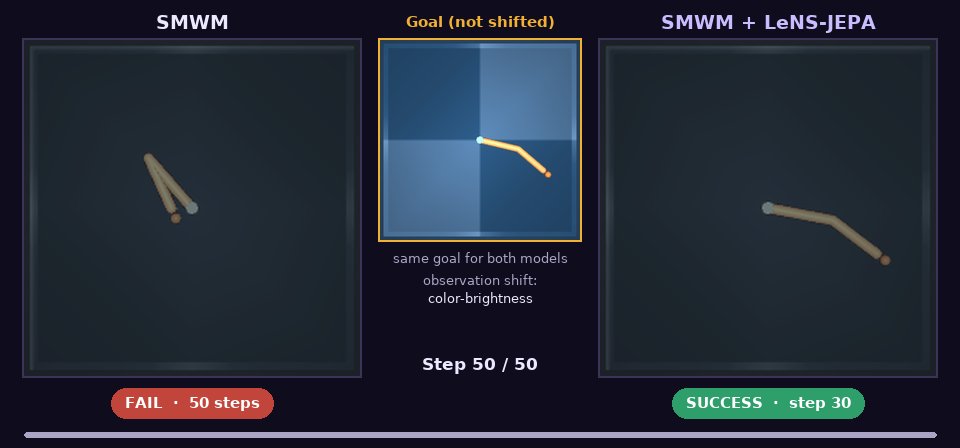 SMWM
Goal (not shifted)
SMWM + LeNS-JEPA
same goal for both models
observation shift:
color-brightness
Step 50 / 50
FAIL · 50 steps
SUCCESS · step 30